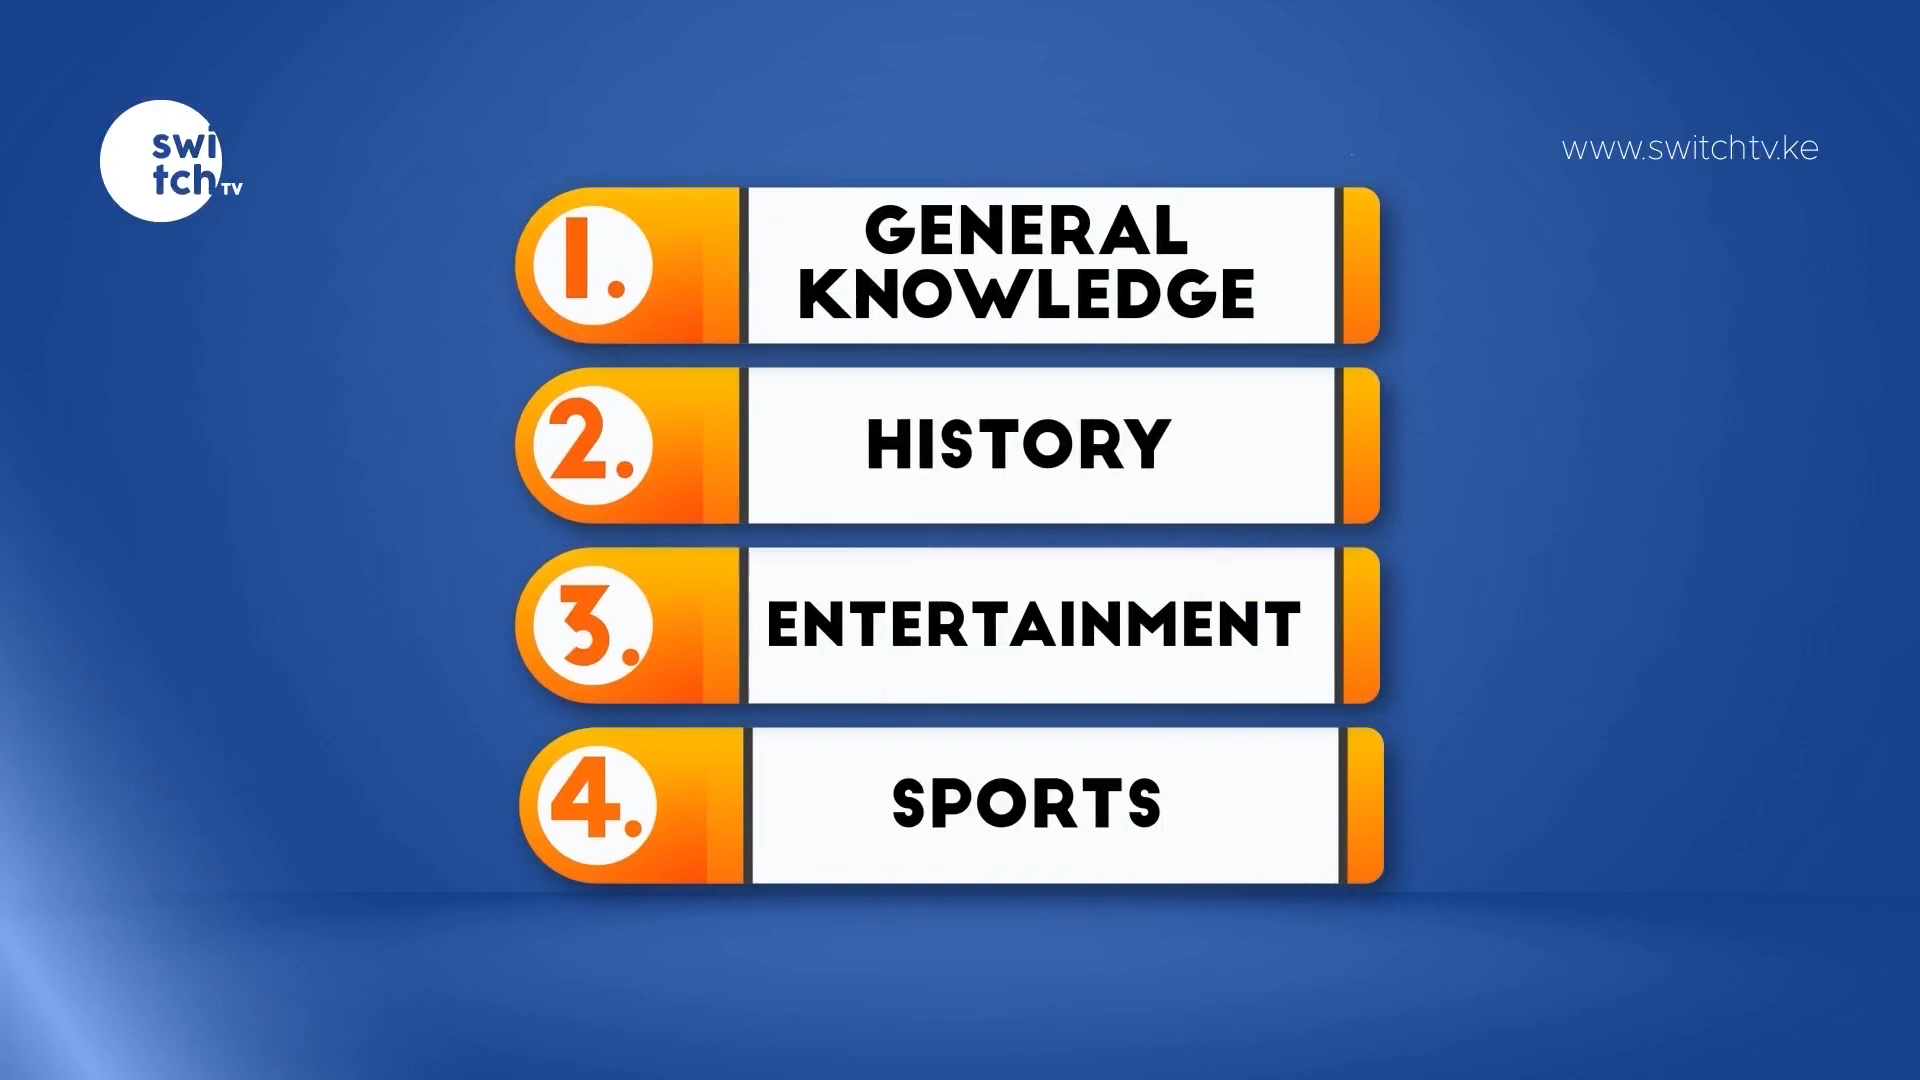 swi
tch TV
www.switchtv.ke
1. GENERAL
KNOWLEDGE
2. HISTORY
3. ENTERTAINMENT
4. SPORTS